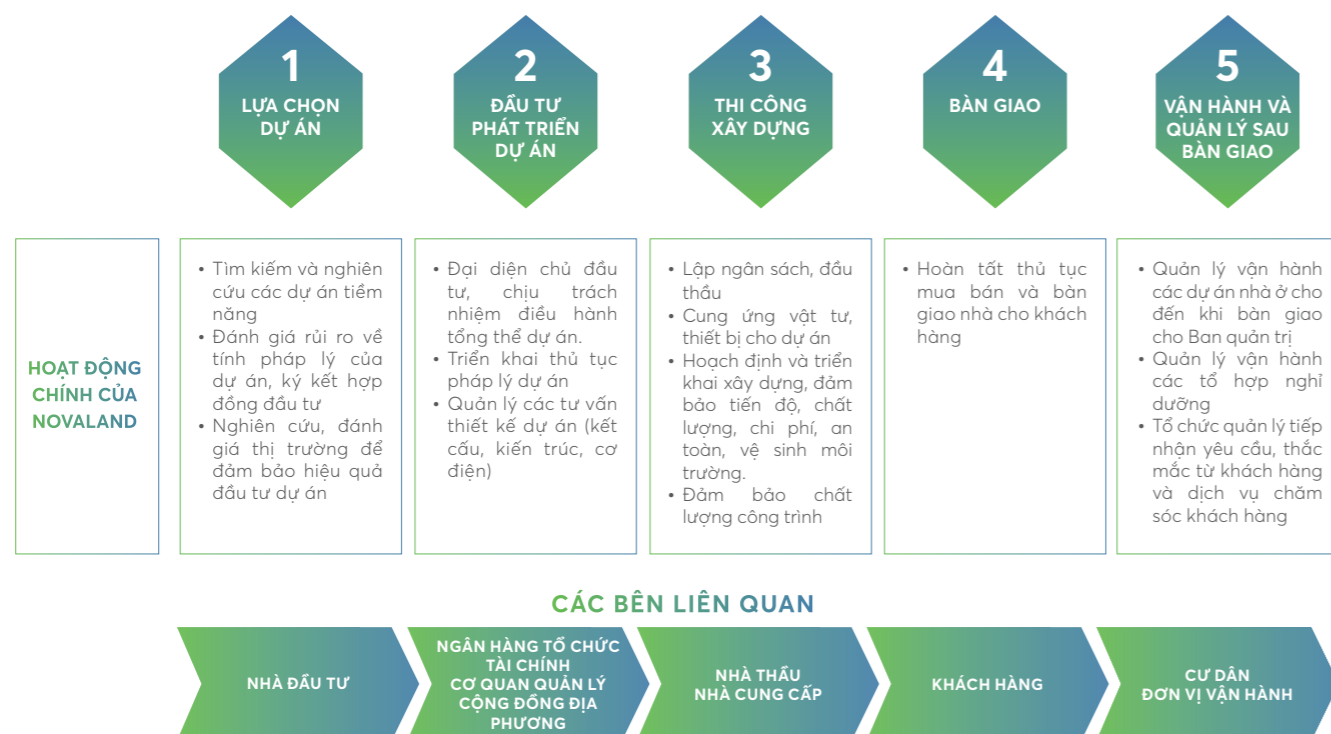 1
LỰA CHỌN
DỰ ÁN
2
ĐẦU TƯ
PHÁT TRIỂN
DỰ ÁN
3
THI CÔNG
XÂY DỰNG
4
BÀN GIAO
5
VẬN HÀNH VÀ
QUẢN LÝ SAU
BÀN GIAO
HOẠT ĐỘNG
CHÍNH CỦA
NOVALAND
• Tìm kiếm và nghiên
cứu các dự án tiềm
năng
• Đánh giá rủi ro về
tính pháp lý của
dự án, ký kết hợp
đồng đầu tư
• Nghiên cứu, đánh
giá thị trường để
đảm bảo hiệu quả
đầu tư dự án
• Đại diện chủ đầu
tư, chịu trách
nhiệm điều hành
tổng thể dự án.
• Triển khai thủ tục
pháp lý dự án
• Quản lý các tư vấn
thiết kế dự án (kết
cấu, kiến trúc, cơ
điện)
• Lập ngân sách, đấu
thầu
• Cung ứng vật tư,
thiết bị cho dự án
• Hoạch định và triển
khai xây dựng, đảm
bảo tiến độ, chất
lượng, chi phí, an
toàn, vệ sinh môi
trường.
• Đảm bảo chất
lượng công trình
• Hoàn tất thủ tục
mua bán và bàn
giao nhà cho khách
hàng
• Quản lý vận hành
các dự án nhà ở cho
đến khi bàn giao
cho Ban quản trị
• Quản lý vận hành
các tổ hợp nghỉ
dưỡng
• Tổ chức quản lý tiếp
nhận yêu cầu, thắc
mắc từ khách hàng
và dịch vụ chăm
sóc khách hàng
CÁC BÊN LIÊN QUAN
NHÀ ĐẦU TƯ
NGÂN HÀNG TỔ CHỨC
TÀI CHÍNH
CƠ QUAN QUẢN LÝ
CỘNG ĐỒNG ĐỊA
PHƯƠNG
NHÀ THẦU
NHÀ CUNG CẤP
KHÁCH HÀNG
CƯ DÂN
ĐƠN VỊ VẬN HÀNH